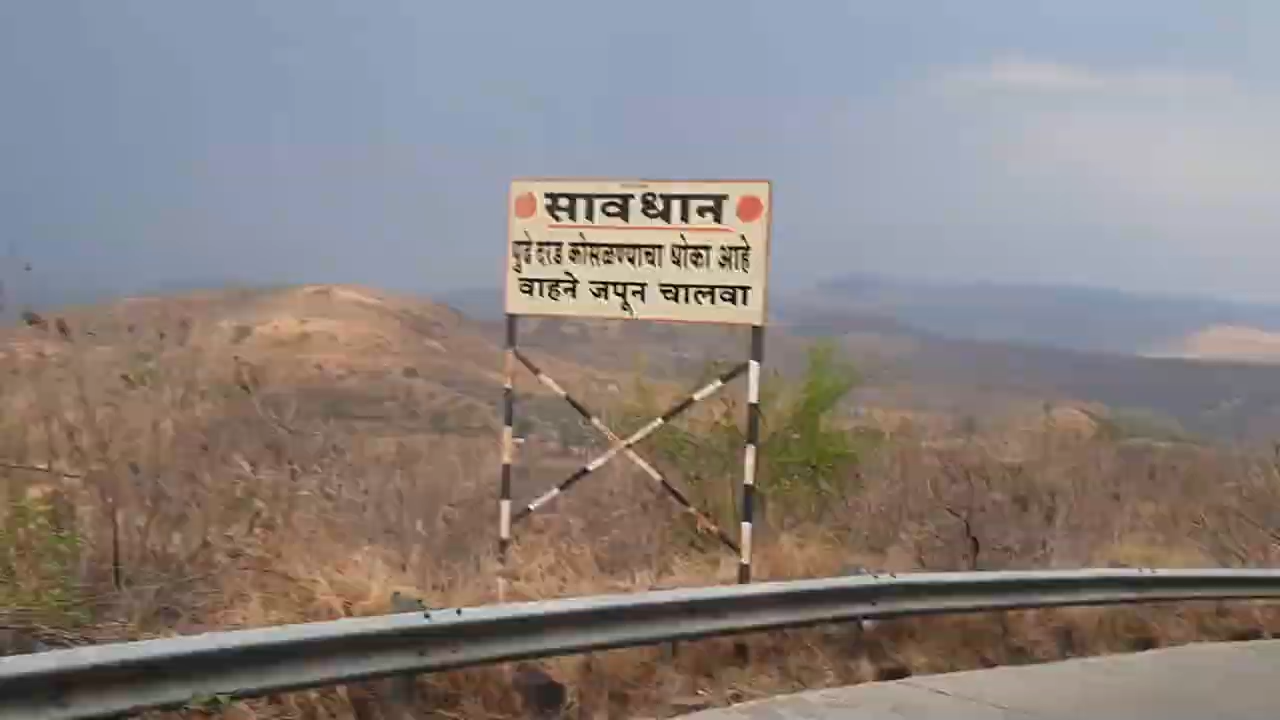 सावधान
पुढे दरड कोसळण्याचा धोका आहे
वाहने जपून चालवा